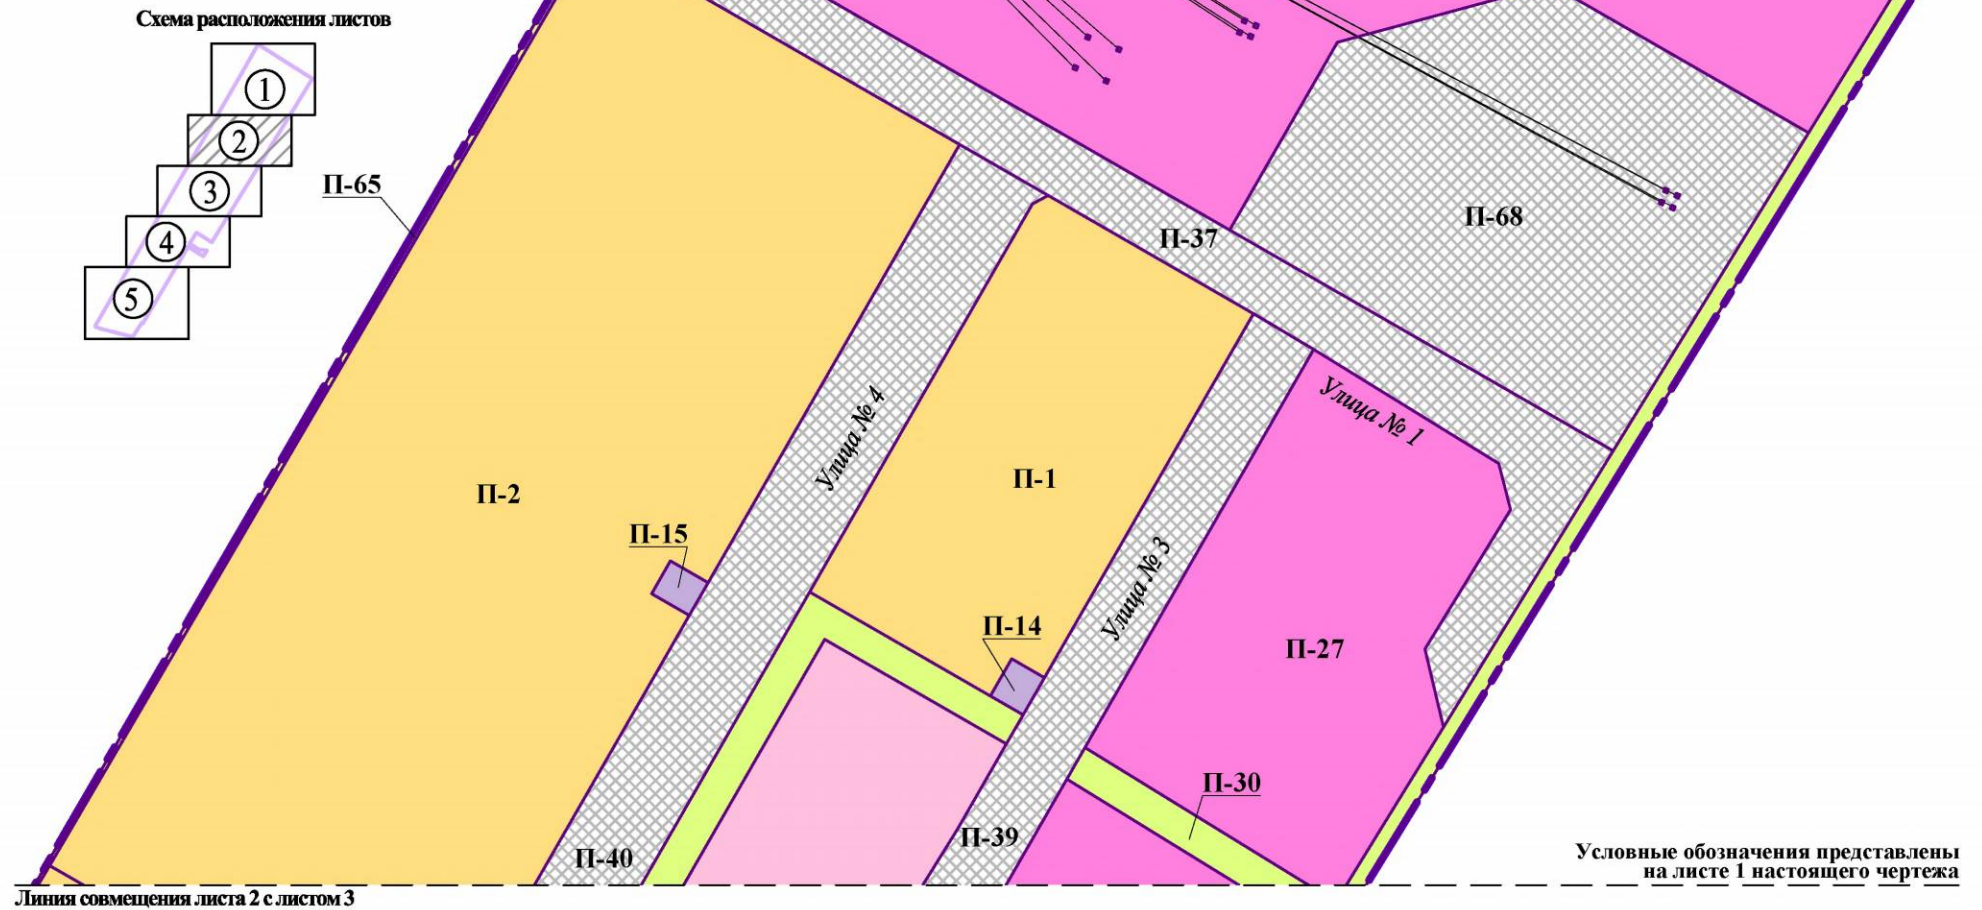 Схема расположения листов
1
2
3
4
5
П-65
П-68
П-37
Улица № 4
Улица № 1
П-2
П-1
П-15
Улица № 3
П-14
П-27
П-30
П-39
П-40
Условные обозначения представлены
на листе 1 настоящего чертежа
Линия совмещения листа 2 с листом 3